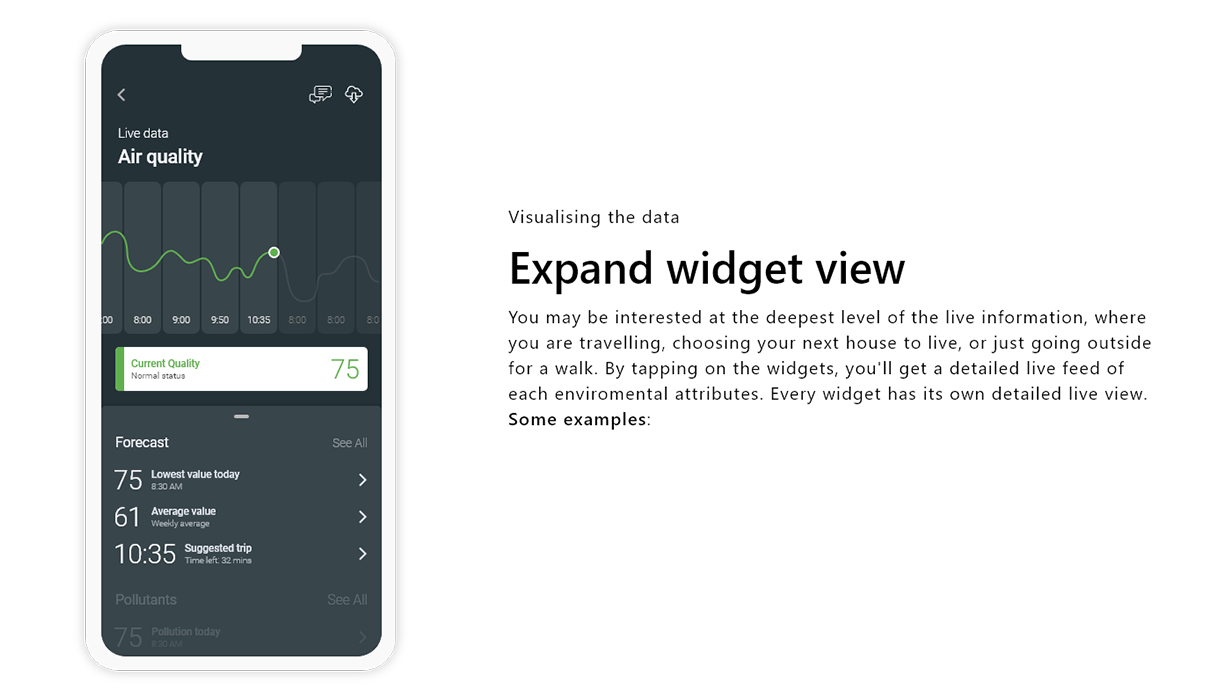 Live data
Air quality
:00 8:00 9:00 9:50 10:35 8:00 8:00 8:0
Current Quality
Normal status
75
Forecast See All
75 Lowest value today
8:30 AM
61 Average value
Weekly average
10:35 Suggested trip
Time left: 32 mins
Pollutants See All
75 Pollution today
8:30 AM
Visualising the data
Expand widget view
You may be interested at the deepest level of the live information, where
you are travelling, choosing your next house to live, or just going outside
for a walk. By tapping on the widgets, you'll get a detailed live feed of
each enviromental attributes. Every widget has its own detailed live view.
Some examples: